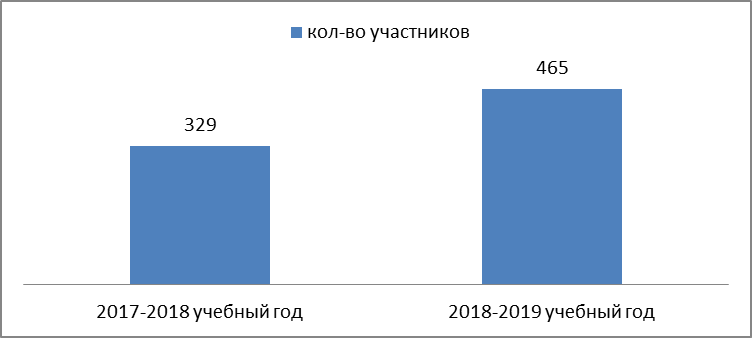 кол-во участников
465
329
2017-2018 учебный год
2018-2019 учебный год